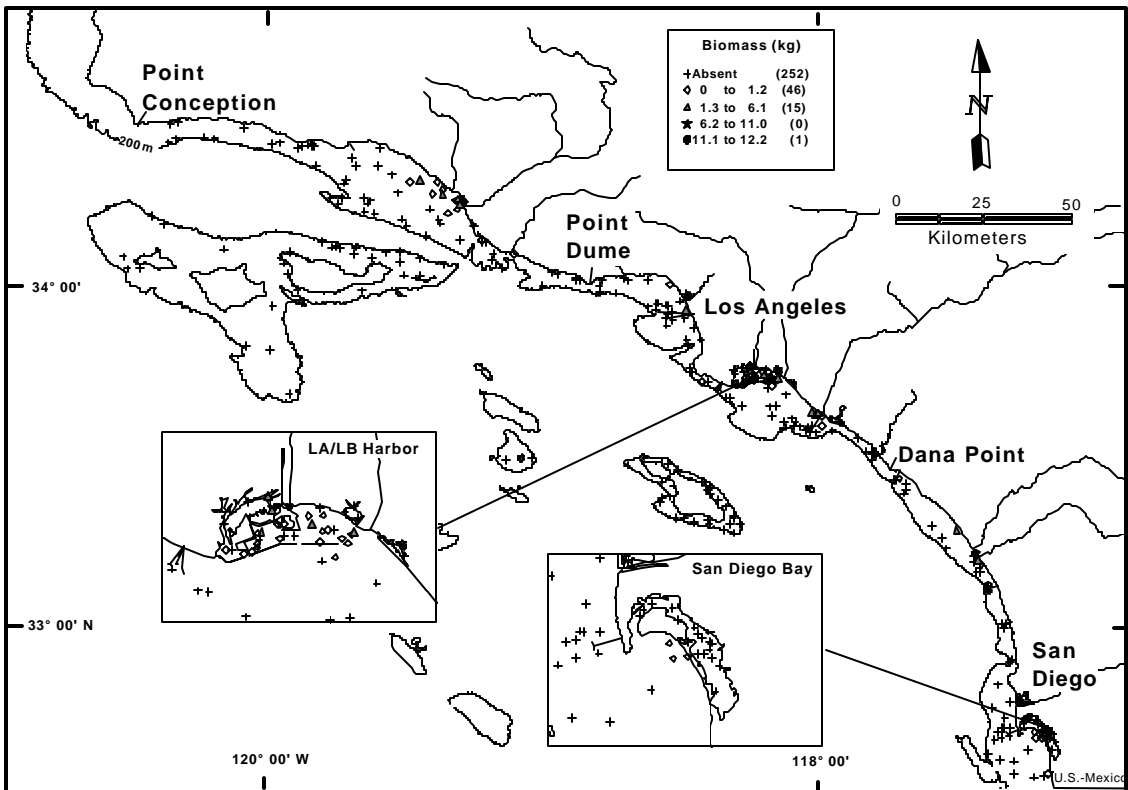 Biomass (kg)
Absent (252)
0 to 1.2 (46)
1.3 to 6.1 (15)
6.2 to 11.0 (0)
11.1 to 12.2 (1)
Point
Conception
200m
N
0 25 50
Kilometers
Point
Dume
34° 00'
Los Angeles
LA/LB Harbor
Dana Point
San Diego Bay
33° 00' N
San
Diego
120° 00' W
118° 00'
U.S.-Mexico